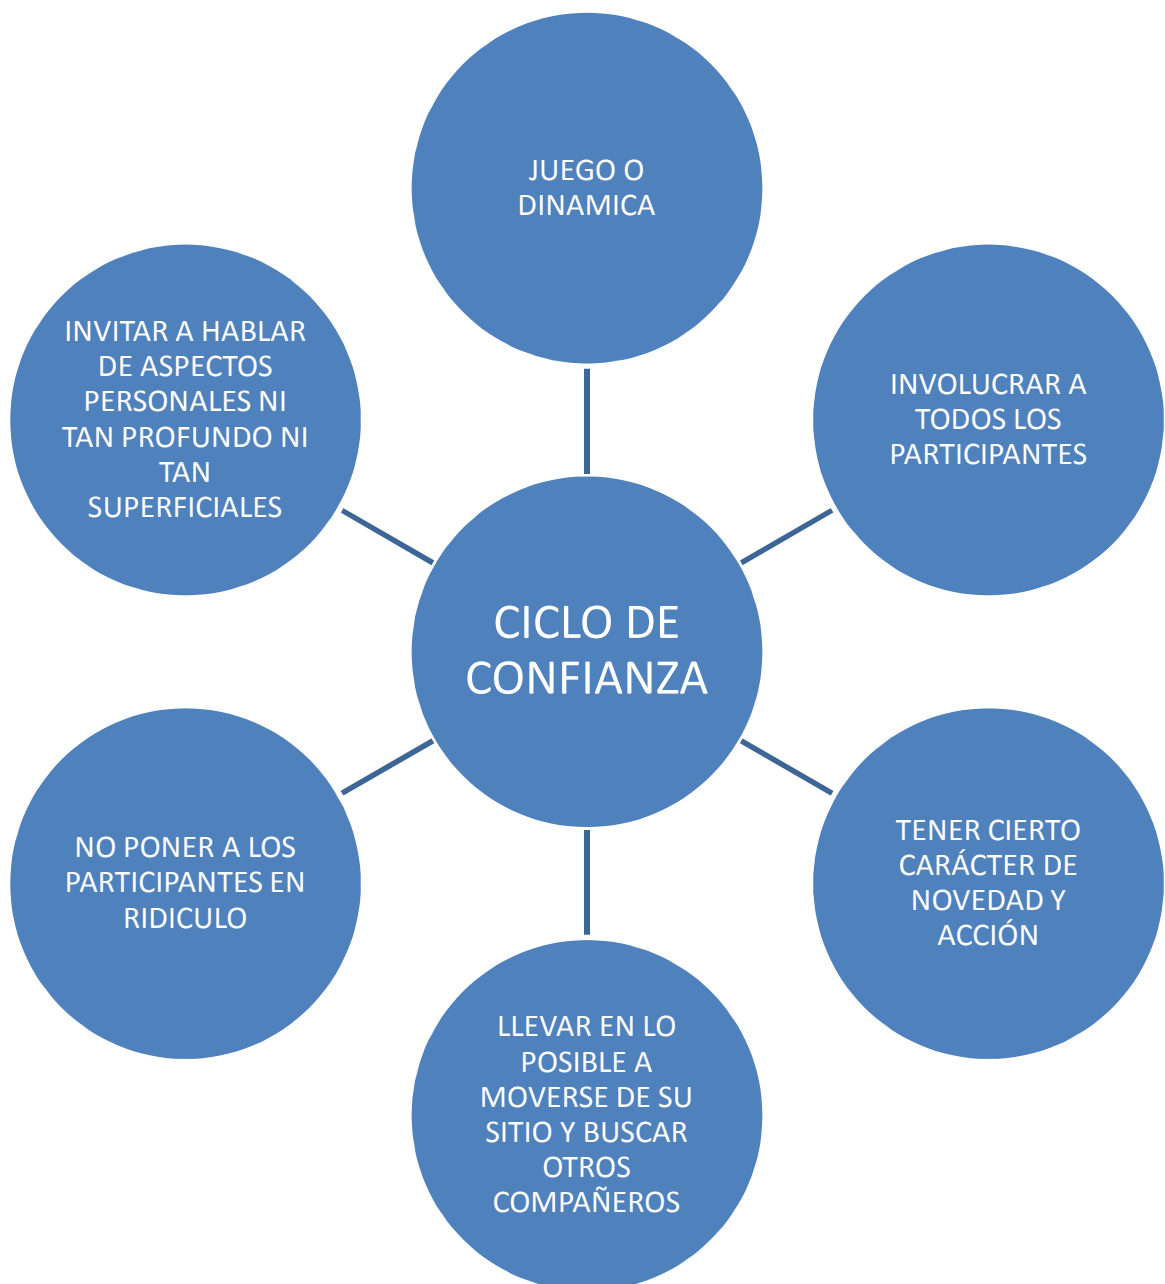 JUEGO O
DINAMICA
INVOLUCRAR A
TODOS LOS
PARTICIPANTES
TENER CIERTO
CARÁCTER DE
NOVEDAD Y
ACCIÓN
LLEVAR EN LO
POSIBLE A
MOVERSE DE SU
SITIO Y BUSCAR
OTROS
COMPAÑEROS
NO PONER A LOS
PARTICIPANTES EN
RIDICULO
INVITAR A HABLAR
DE ASPECTOS
PERSONALES NI
TAN PROFUNDO NI
TAN
SUPERFICIALES
CICLO DE
CONFIANZA